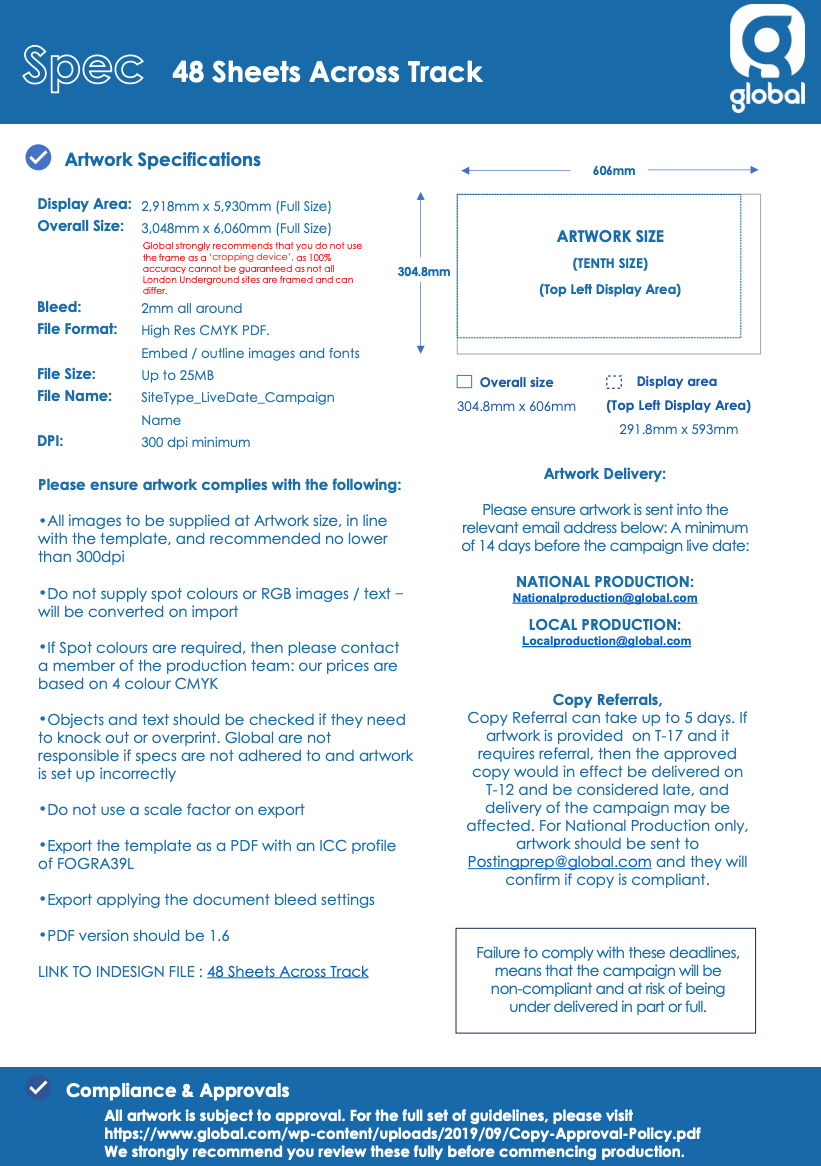 Spec 48 Sheets Across Track
global
Artwork Specifications
Display Area: 2,918mm x 5,930mm (Full Size)
Overall Size: 3,048mm x 6,060mm (Full Size)
Global strongly recommends that you do not use
the frame as a ‘cropping device’, as 100%
accuracy cannot be guaranteed as not all
London Underground sites are framed and can
differ.
Bleed: 2mm all around
File Format: High Res CMYK PDF.
Embed / outline images and fonts
File Size: Up to 25MB
File Name: SiteType_LiveDate_Campaign
Name
DPI: 300 dpi minimum
Please ensure artwork complies with the following:
•All images to be supplied at Artwork size, in line
with the template, and recommended no lower
than 300dpi
•Do not supply spot colours or RGB images / text –
will be converted on import
•If Spot colours are required, then please contact
a member of the production team: our prices are
based on 4 colour CMYK
•Objects and text should be checked if they need
to knock out or overprint. Global are not
responsible if specs are not adhered to and artwork
is set up incorrectly
•Do not use a scale factor on export
•Export the template as a PDF with an ICC profile
of FOGRA39L
•Export applying the document bleed settings
•PDF version should be 1.6
LINK TO INDESIGN FILE : 48 Sheets Across Track
606mm
304.8mm
ARTWORK SIZE
(TENTH SIZE)
(Top Left Display Area)
Overall size
304.8mm x 606mm
Display area
(Top Left Display Area)
291.8mm x 593mm
Artwork Delivery:
Please ensure artwork is sent into the
relevant email address below: A minimum
of 14 days before the campaign live date:
NATIONAL PRODUCTION:
Nationalproduction@global.com
LOCAL PRODUCTION:
Localproduction@global.com
Copy Referrals,
Copy Referral can take up to 5 days. If
artwork is provided on T-17 and it
requires referral, then the approved
copy would in effect be delivered on
T-12 and be considered late, and
delivery of the campaign may be
affected. For National Production only,
artwork should be sent to
Postingprep@global.com and they will
confirm if copy is compliant.
Failure to comply with these deadlines,
means that the campaign will be
non-compliant and at risk of being
under delivered in part or full.
Compliance & Approvals
All artwork is subject to approval. For the full set of guidelines, please visit
https://www.global.com/wp-content/uploads/2019/09/Copy-Approval-Policy.pdf
We strongly recommend you review these fully before commencing production.